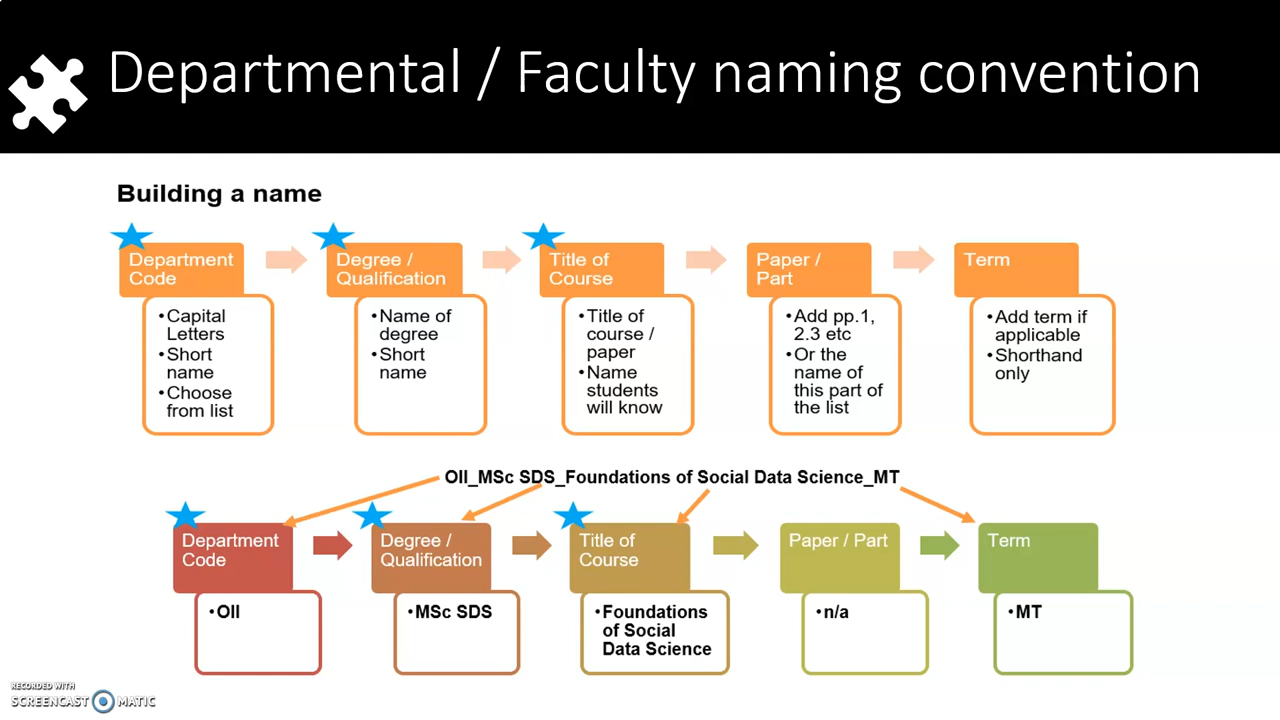 Departmental / Faculty naming convention
Building a name
Department
Code
•Capital
Letters
•Short
name
•Choose
from list
Degree /
Qualification
•Name of
degree
•Short
name
Title of
Course
•Title of
course /
paper
•Name
students
will know
Paper /
Part
•Add pp.1,
2.3 etc
•Or the
name of
this part of
the list
Term
•Add term if
applicable
•Shorthand
only
OII_MSc SDS_Foundations of Social Data Science_MT
Department
Code
•OII
Degree /
Qualification
•MSc SDS
Title of
Course
•Foundations
of Social
Data Science
Paper / Part
•n/a
Term
•MT
RECORDED WITH
SCREENCAST MATIC